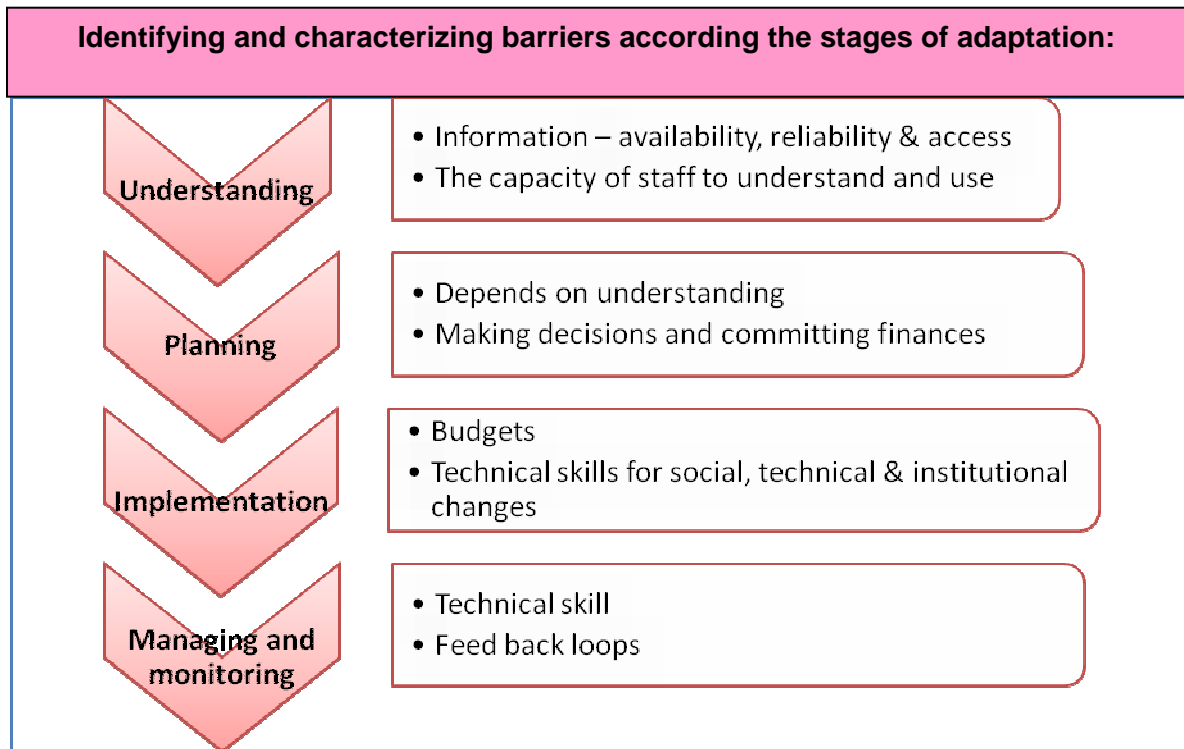 Identifying and characterizing barriers according the stages of adaptation:
Understanding
• Information – availability, reliability & access
• The capacity of staff to understand and use
Planning
• Depends on understanding
• Making decisions and committing finances
Implementation
• Budgets
• Technical skills for social, technical & institutional
changes
Managing and
monitoring
• Technical skill
• Feed back loops